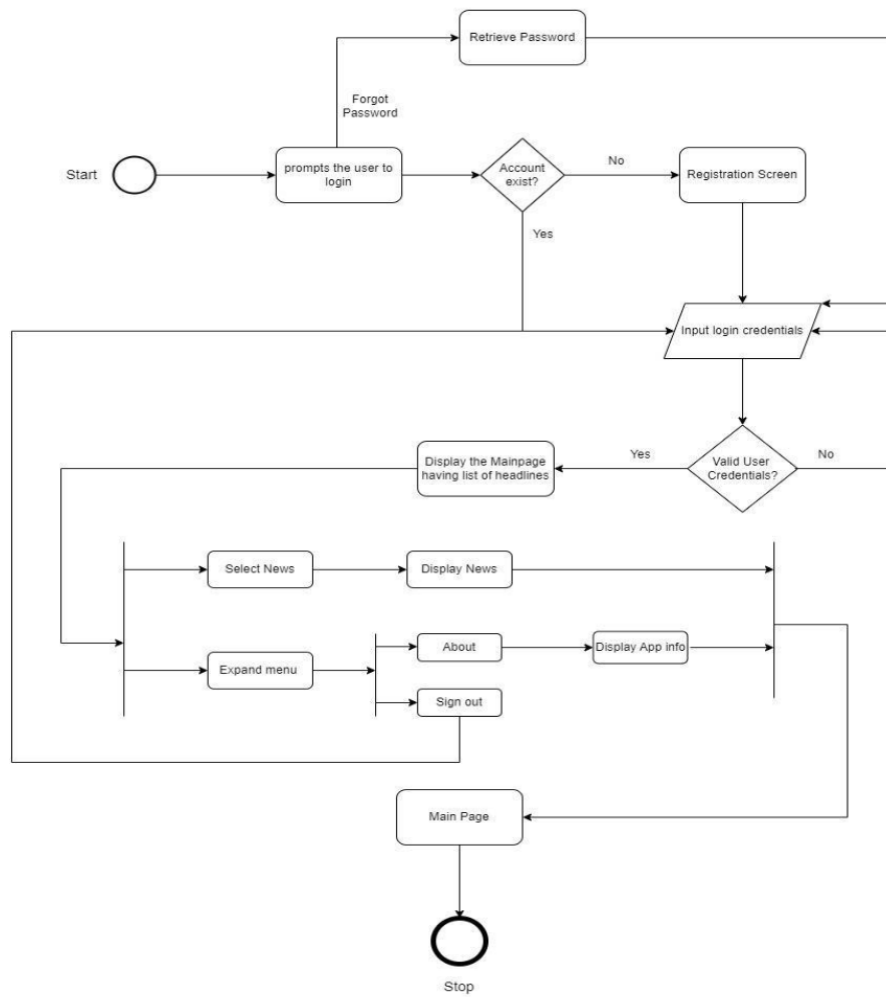 Retrieve Password
Forgot
Password
Start
prompts the user to
login
Account
exist?
No
Registration Screen
Yes
Input login credentials
Display the Mainpage
having list of headlines
Yes
Valid User
Credentials?
No
Select News
Display News
Expand menu
About
Display App info
Sign out
Main Page
Stop